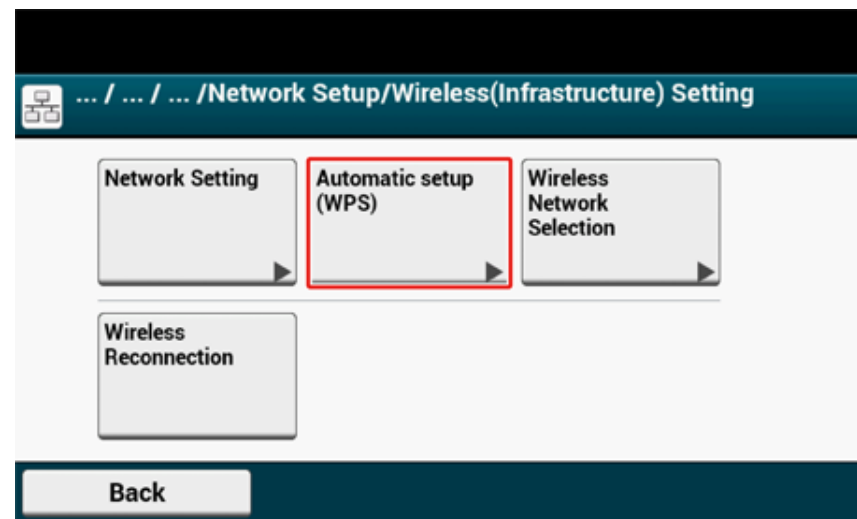 ... / ... / ... /Network Setup/Wireless(Infrastructure) Setting
Network Setting
Automatic setup
(WPS)
Wireless
Network
Selection
Wireless
Reconnection
Back